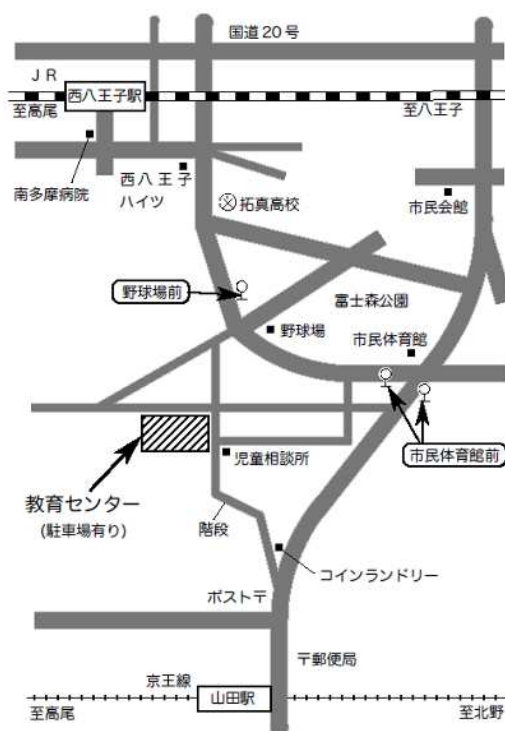 国道20号
JR
西八王子駅
至高尾
至八王子
南多摩病院
西八王子
ハイツ
拓真高校
市民会館
野球場前
富士森公園
野球場
市民体育館
児童相談所
市民体育館前
教育センター
(駐車場有り)
階段
コインランドリー
ポスト〒
〒郵便局
京王線
山田駅
至高尾
至北野